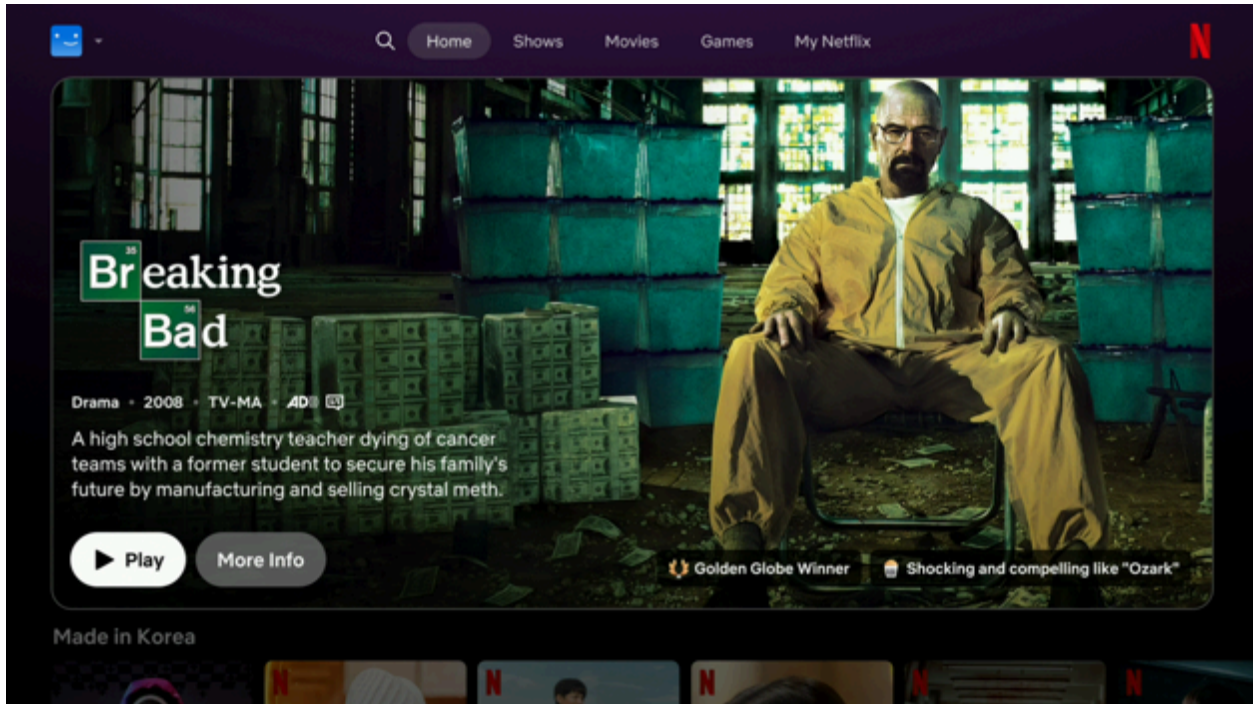 Home
Shows
Movies
Games
My Netflix
N
35
Breaking
56
Bad
Drama • 2008 • TV-MA • AD
A high school chemistry teacher dying of cancer
teams with a former student to secure his family's
future by manufacturing and selling crystal meth.
Play
More Info
Golden Globe Winner
Shocking and compelling like "Ozark"
Made in Korea
N
N
N
N
N